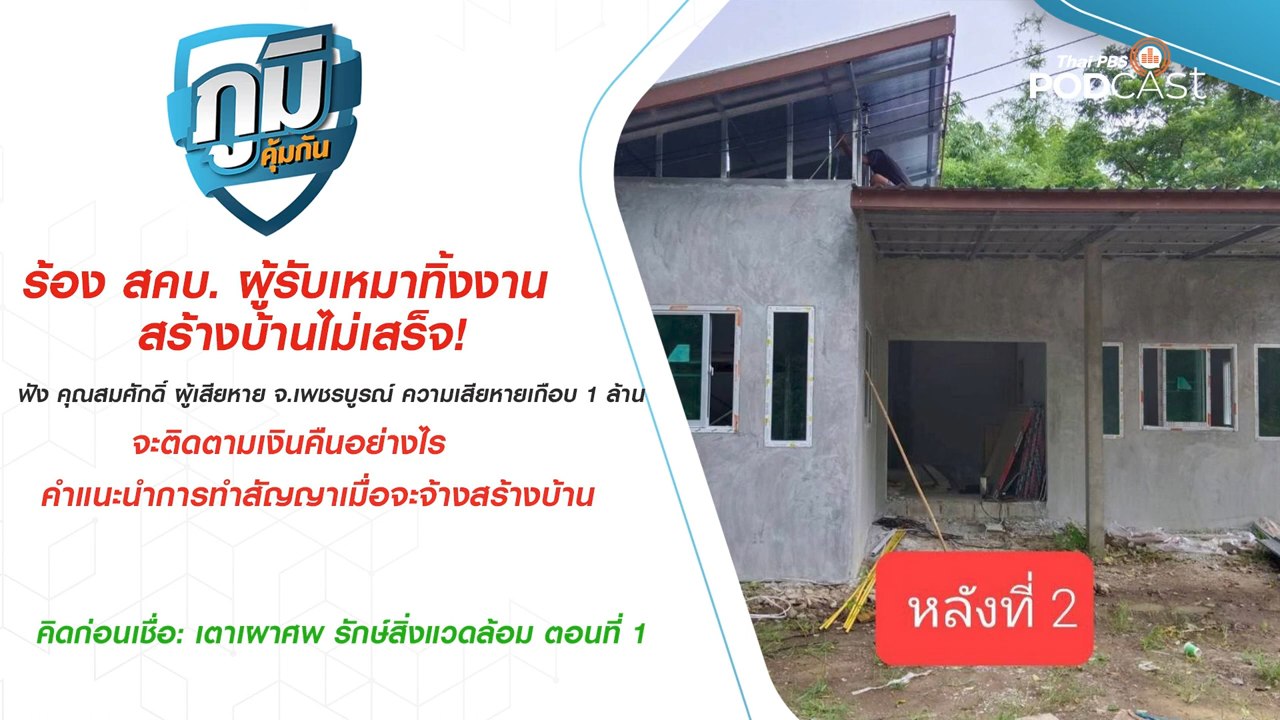 ภูมิ
คุ้มกัน
ร้อง สคบ. ผู้รับเหมาทิ้งงาน
สร้างบ้านไม่เสร็จ!
ฟัง คุณสมศักดิ์ ผู้เสียหาย จ.เพชรบูรณ์ ความเสียหายเกือบ 1 ล้าน
จะติดตามเงินคืนอย่างไร
คำแนะนำการทำสัญญาเมื่อจะจ้างสร้างบ้าน
คิดก่อนเชื่อ: เตาเผาศพ รักษ์สิ่งแวดล้อม ตอนที่ 1
Thai PBS
PODCAST
หลังที่ 2